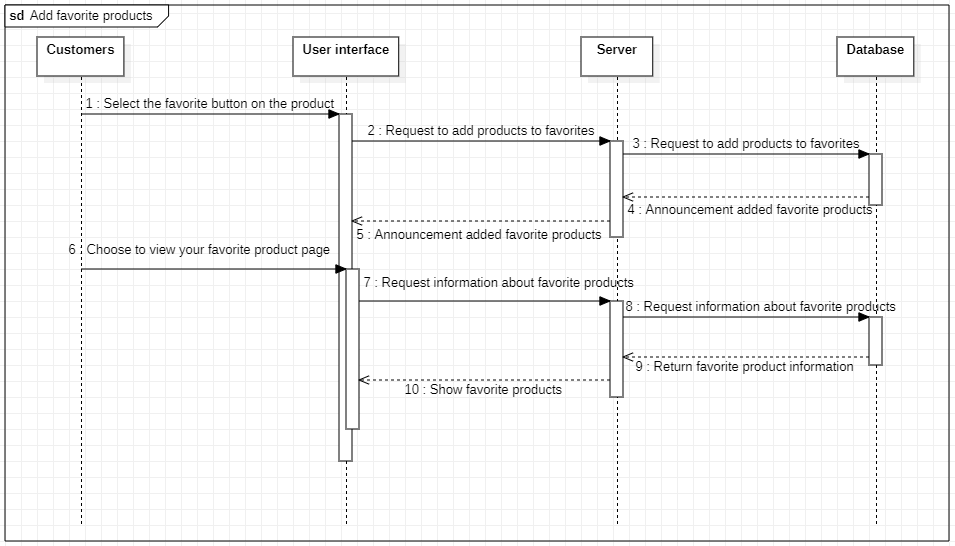 sd Add favorite products
Customers
User interface
Server
Database
1 : Select the favorite button on the product
2 : Request to add products to favorites
3 : Request to add products to favorites
4 : Announcement added favorite products
5 : Announcement added favorite products
6 : Choose to view your favorite product page
7 : Request information about favorite products
8 : Request information about favorite products
9 : Return favorite product information
10 : Show favorite products